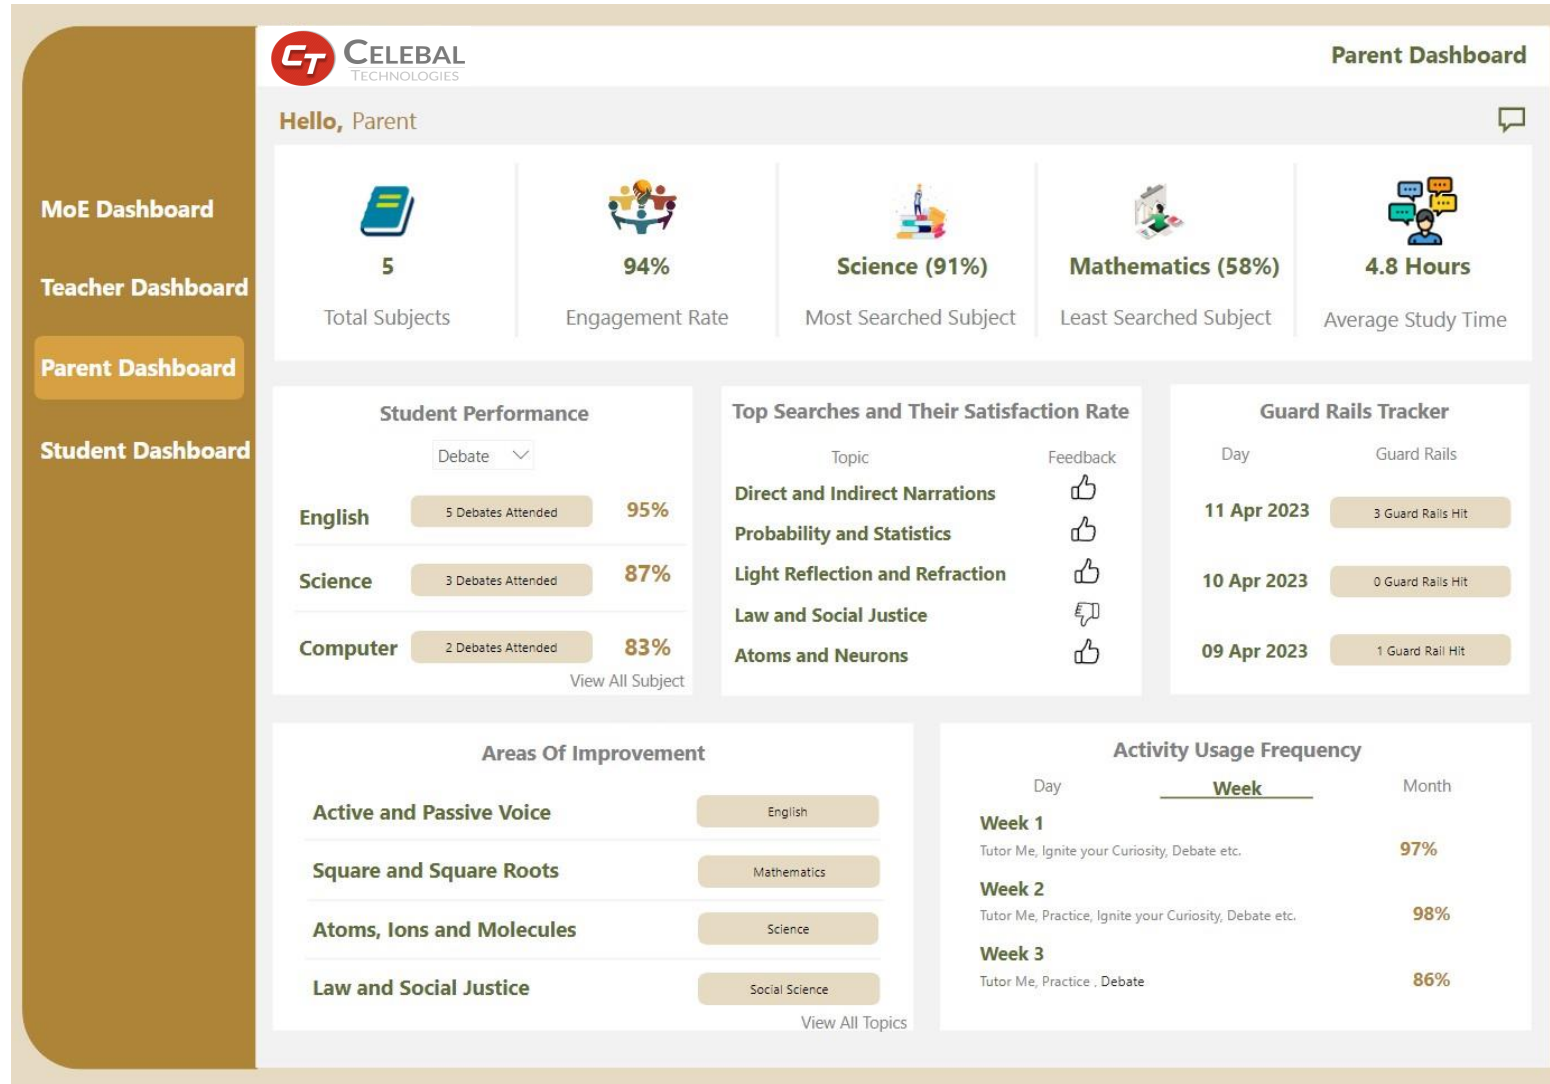 CT CELEBAL
TECHNOLOGIES
Parent Dashboard
Hello, Parent
MoE Dashboard
Teacher Dashboard
Parent Dashboard
Student Dashboard
5
Total Subjects
94%
Engagement Rate
Science (91%)
Most Searched Subject
Mathematics (58%)
Least Searched Subject
4.8 Hours
Average Study Time
Student Performance
Debate
English 5 Debates Attended 95%
Science 3 Debates Attended 87%
Computer 2 Debates Attended 83%
View All Subject
Top Searches and Their Satisfaction Rate
Topic Feedback
Direct and Indirect Narrations
Probability and Statistics
Light Reflection and Refraction
Law and Social Justice
Atoms and Neurons
Guard Rails Tracker
Day Guard Rails
11 Apr 2023 3 Guard Rails Hit
10 Apr 2023 0 Guard Rails Hit
09 Apr 2023 1 Guard Rail Hit
Areas Of Improvement
Active and Passive Voice English
Square and Square Roots Mathematics
Atoms, Ions and Molecules Science
Law and Social Justice Social Science
View All Topics
Activity Usage Frequency
Day Week Month
Week 1
Tutor Me, Ignite your Curiosity, Debate etc. 97%
Week 2
Tutor Me, Practice, Ignite your Curiosity, Debate etc. 98%
Week 3
Tutor Me, Practice , Debate 86%